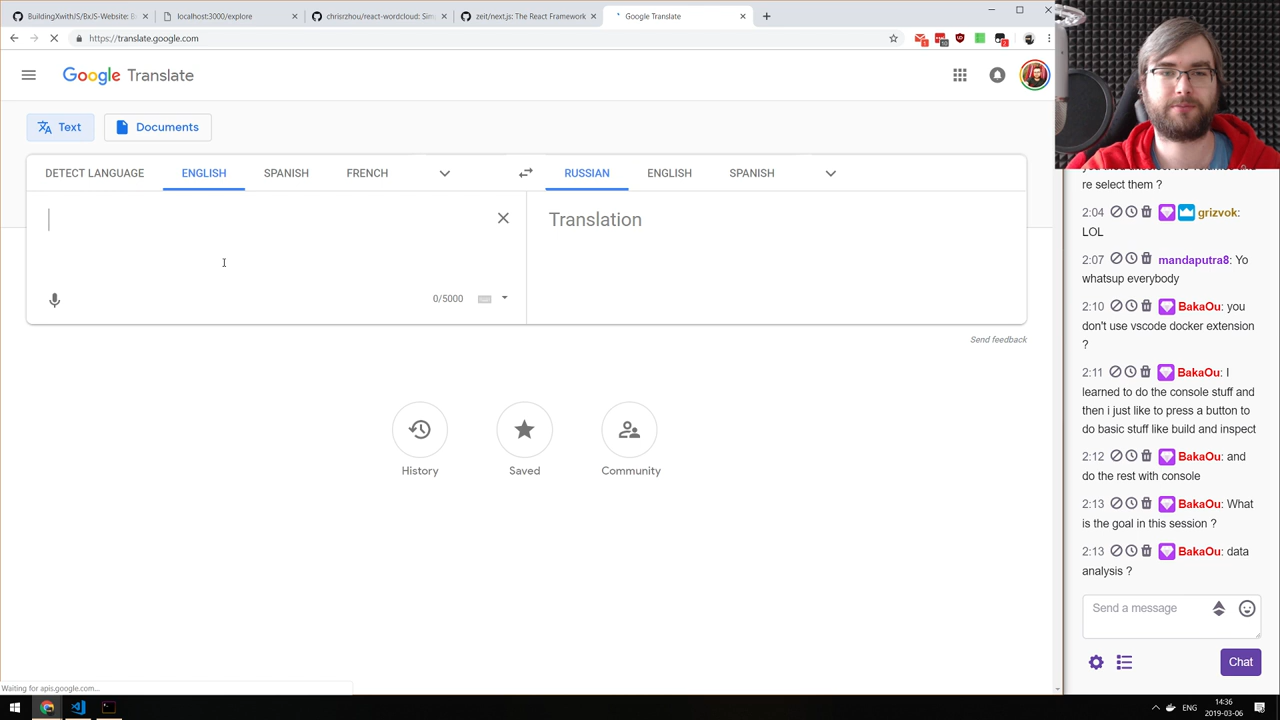 BuildingXwithJS/BxJS-Website: B
localhost:3000/explore
chrisrzhou/react-wordcloud: Sim
zeit/next.js: The React Framework
Google Translate
https://translate.google.com
Google Translate
Text
Documents
DETECT LANGUAGE
ENGLISH
SPANISH
FRENCH
RUSSIAN
ENGLISH
SPANISH
Translation
0/5000
Send feedback
History
Saved
Community
re select them ?
2:04 grizvok:
LOL
2:07 mandaputra8: Yo
whatsup everybody
2:10 BakaOu: you
don't use vscode docker extension
?
2:11 BakaOu: I
learned to do the console stuff and
then i just like to press a button to
do basic stuff like build and inspect
2:12 BakaOu: and
do the rest with console
2:13 BakaOu: What
is the goal in this session ?
2:13 BakaOu: data
analysis ?
Send a message
Chat
Waiting for apis.google.com...
ENG
14:36
2019-03-06